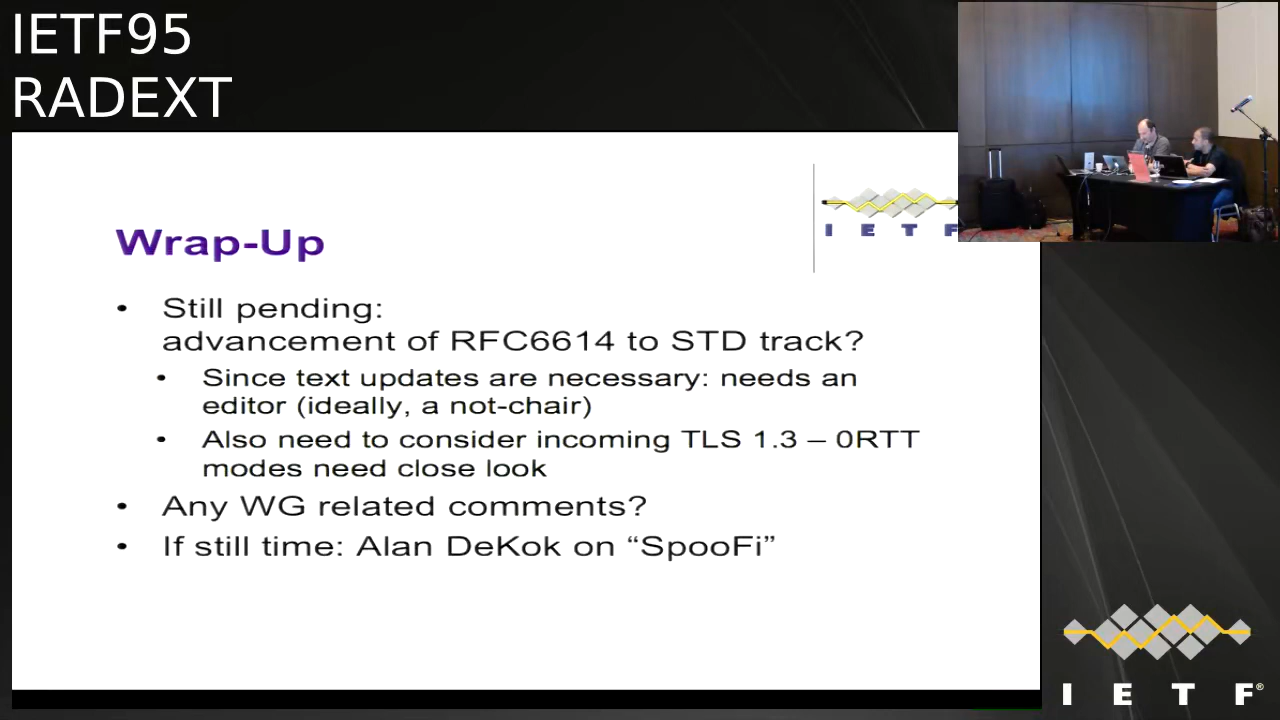 IETF95
RADEXT
I E T F
Wrap-Up
• Still pending:
advancement of RFC6614 to STD track?
• Since text updates are necessary: needs an
editor (ideally, a not-chair)
• Also need to consider incoming TLS 1.3 – 0RTT
modes need close look
• Any WG related comments?
• If still time: Alan DeKok on “SpooFi”
I E T F®